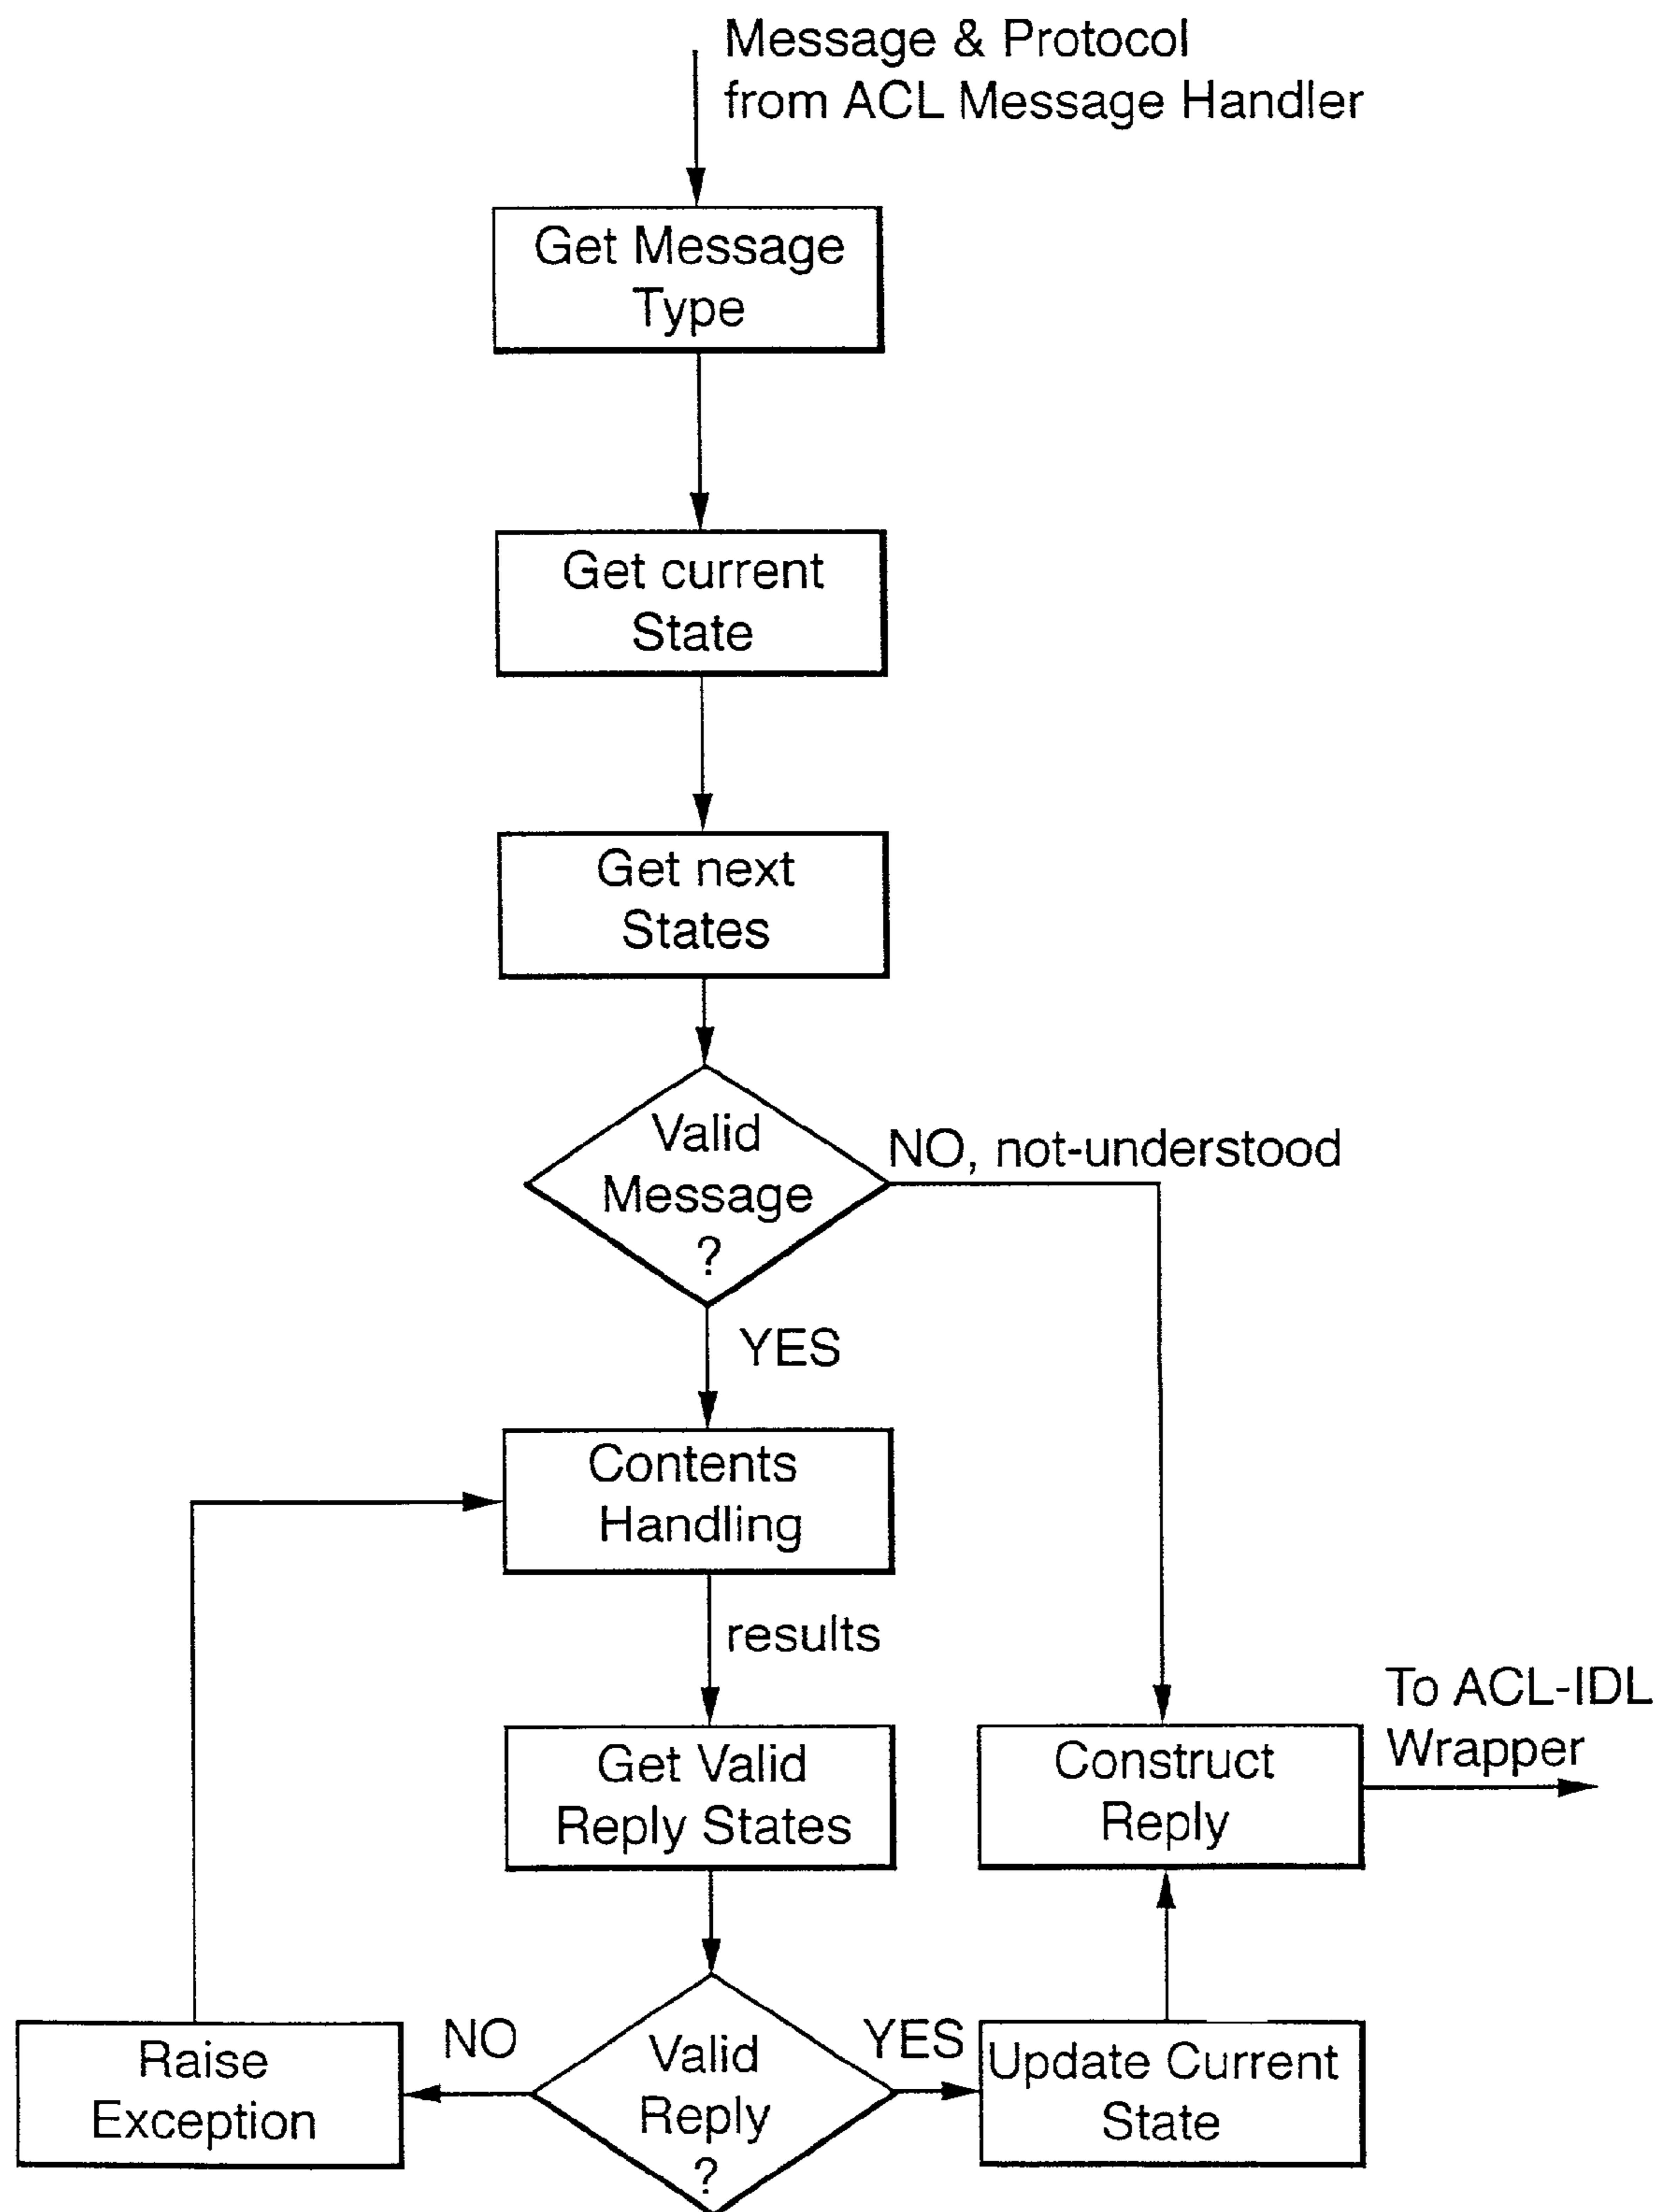 Message & Protocol
from ACL Message Handler
Get Message
Type
Get current
State
Get next
States
Valid
Message
?
NO, not-understood
YES
Contents
Handling
results
Get Valid
Reply States
Construct
Reply
To ACL-IDL
Wrapper
Raise
Exception
NO
Valid
Reply
?
YES
Update Current
State